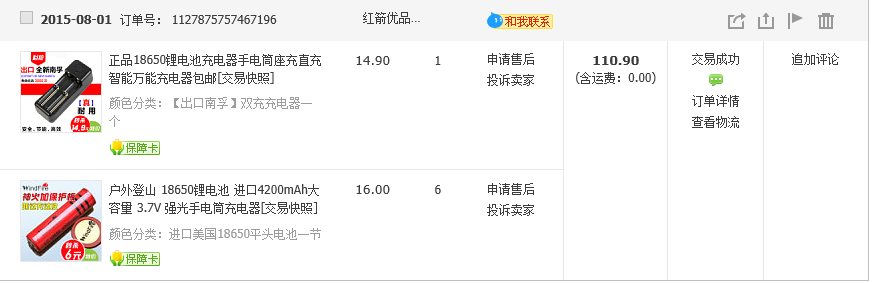 2015-08-01 订单号： 1127875757467196 红箭优品... 和我联系
正品18650锂电池充电器手电筒座充直充
智能万能充电器包邮[交易快照]
颜色分类：【出口南孚】双充充电器一
个
保障卡
14.90
1
申请售后
投诉卖家
110.90
(含运费：0.00)
交易成功
订单详情
查看物流
追加评论
出口 全新南孚
【真】
耐用
秒杀
14.9元
安全、节能、高效
户外登山 18650锂电池 进口4200mAh大
容量 3.7V 强光手电筒充电器[交易快照]
颜色分类：进口美国18650平头电池一节
保障卡
16.00
6
申请售后
投诉卖家
WindFire
神火加保护板
秒杀
6元